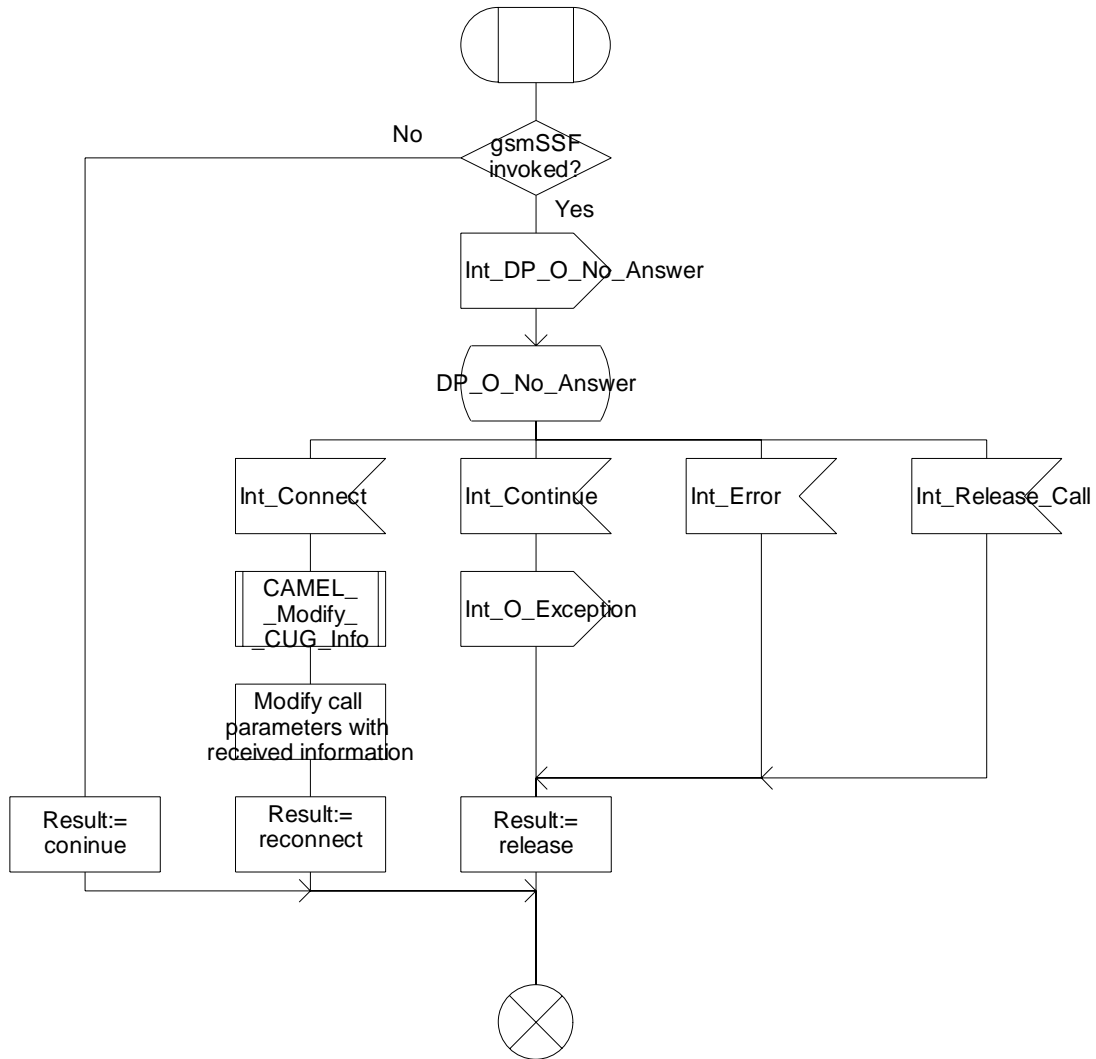 No
gsmSSF
invoked?
Yes
Int_DP_O_No_Answer
DP_O_No_Answer
Int_Connect
Int_Continue
Int_Error
Int_Release_Call
CAMEL_
_Modify_
_CUG_Info
Int_O_Exception
Modify call
parameters with
received information
Result:=
coninue
Result:=
reconnect
Result:=
release